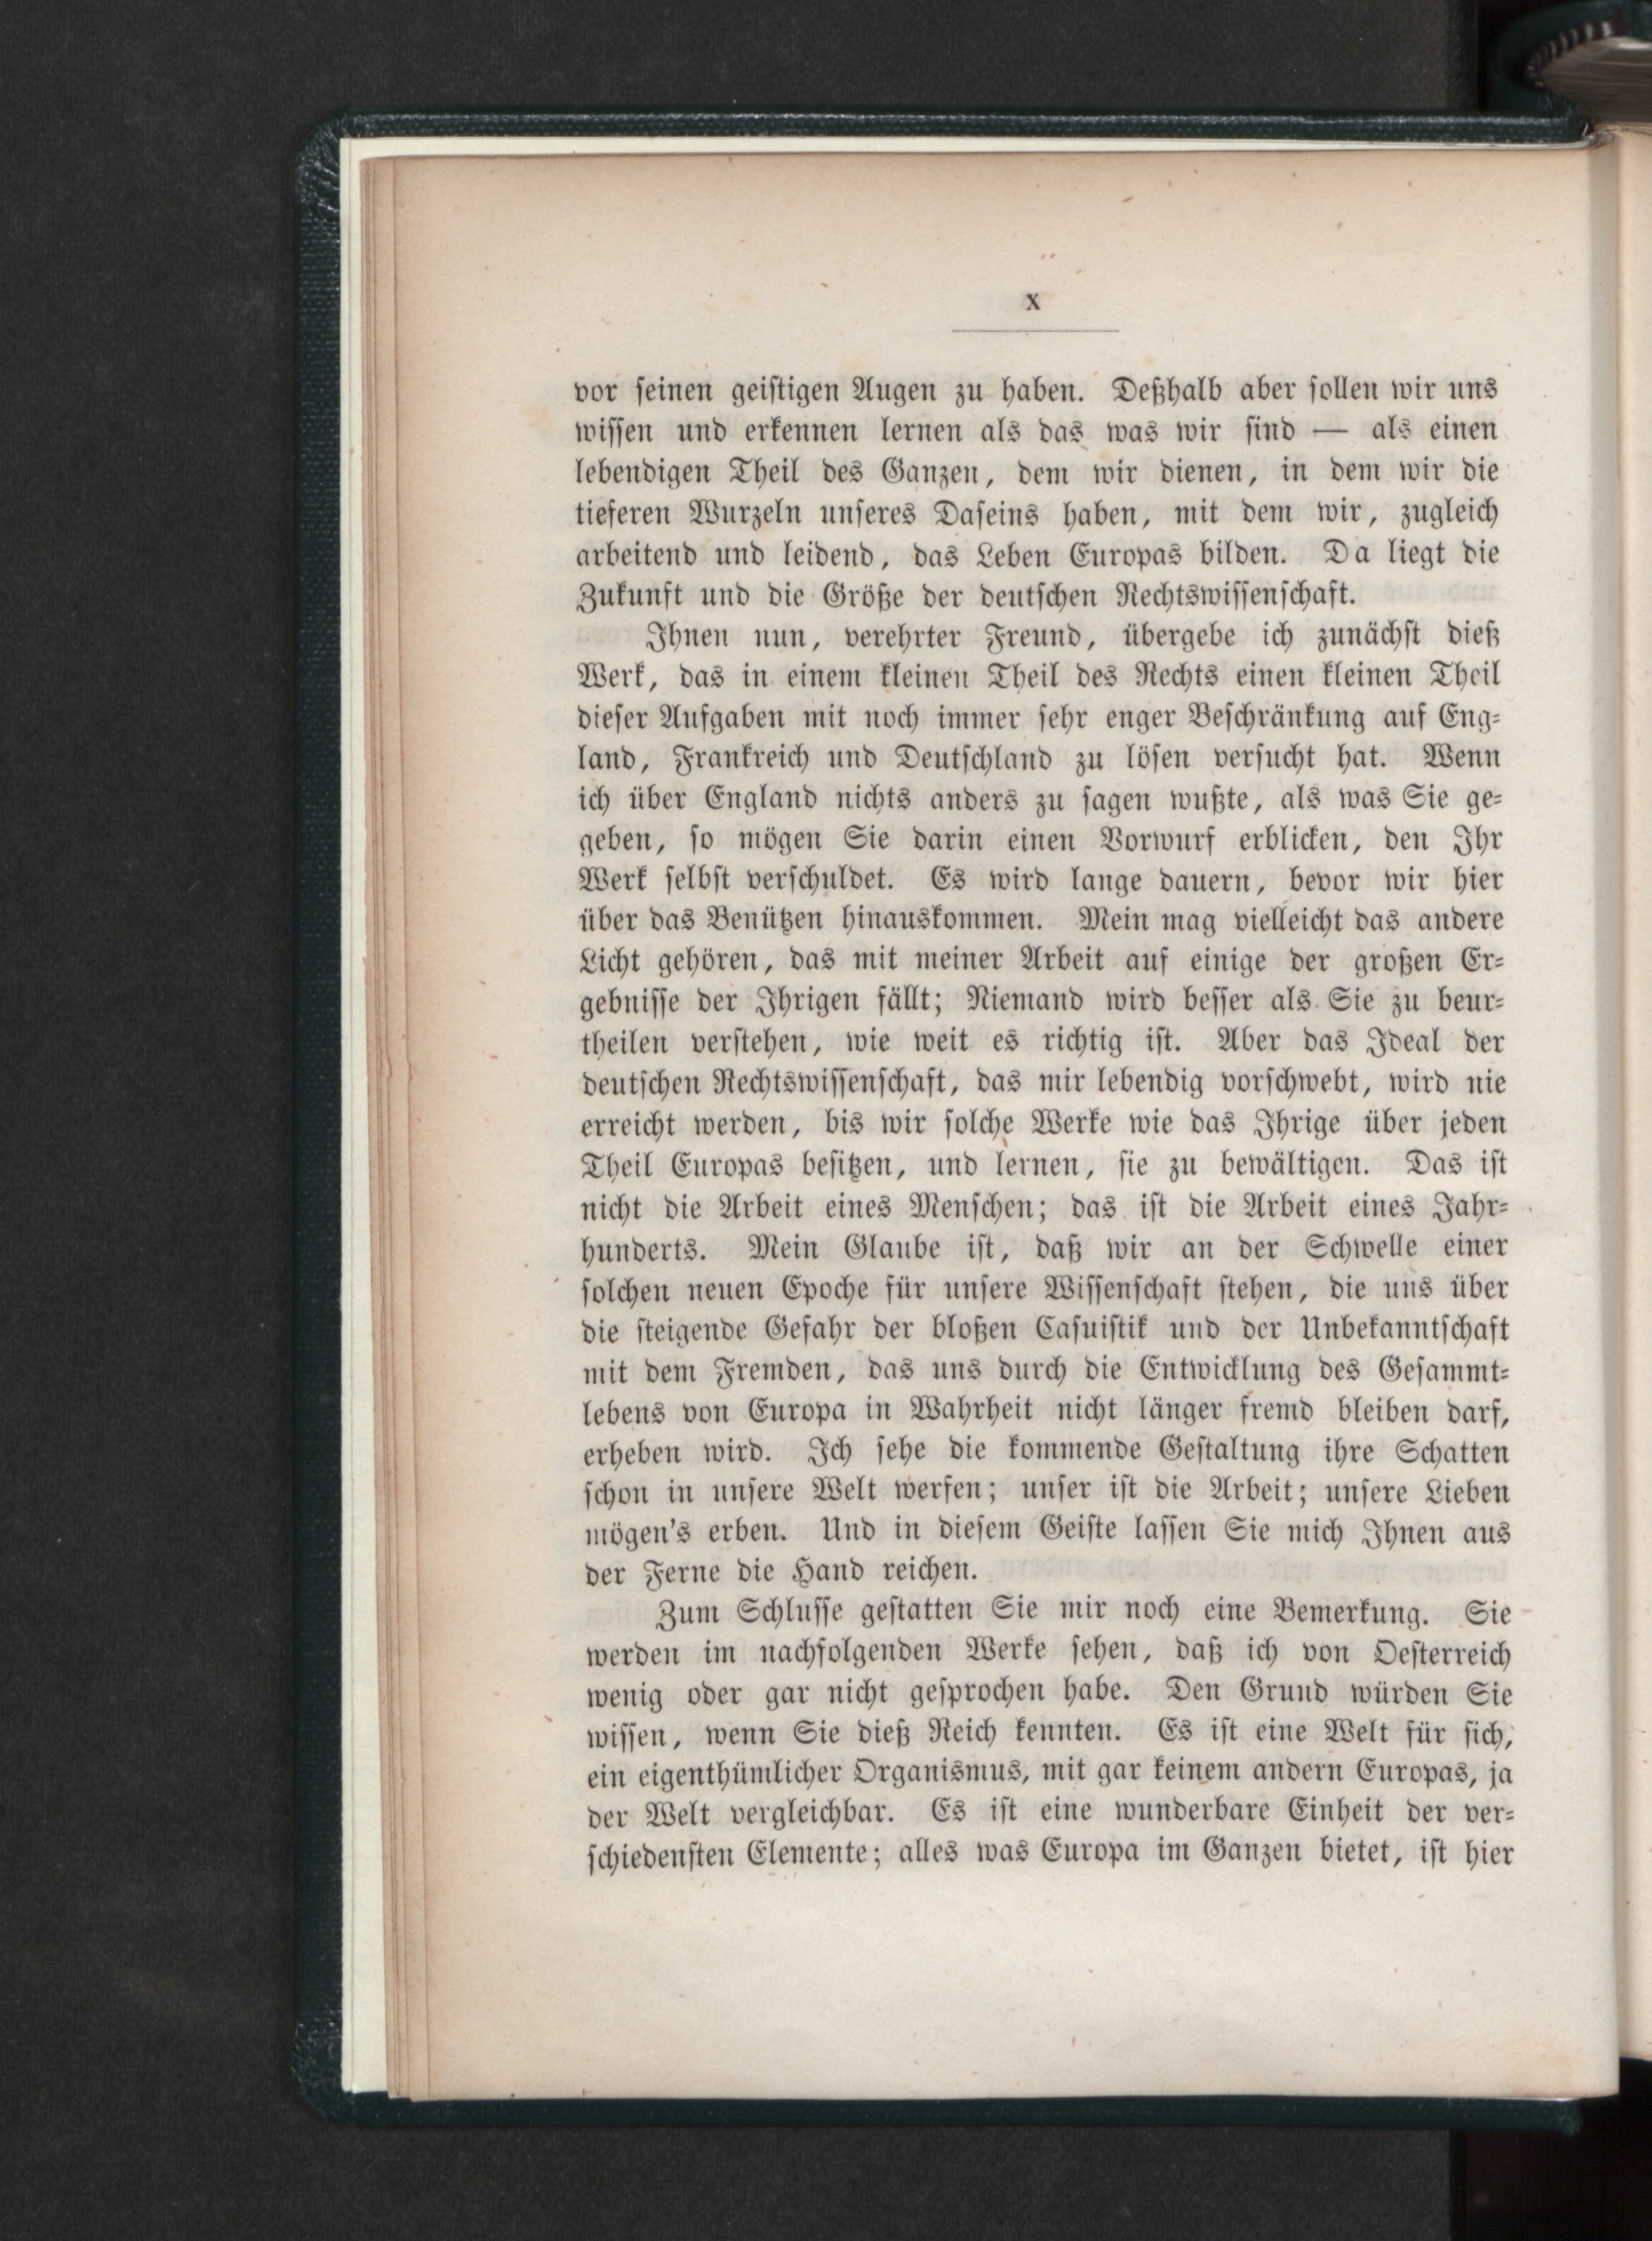 X
vor seinen geistigen Augen zu haben. Deßhalb aber sollen wir uns
wissen und erkennen lernen als das was wir sind — als einen
lebendigen Theil des Ganzen, dem wir dienen, in dem wir die
tieferen Wurzeln unseres Daseins haben, mit dem wir, zugleich
arbeitend und leidend, das Leben Europas bilden. Da liegt die
Zukunft und die Größe der deutschen Rechtswissenschaft.
Ihnen nun, verehrter Freund, übergebe ich zunächst dieß
Werk, das in einem kleinen Theil des Rechts einen kleinen Theil
dieser Aufgaben mit noch immer sehr enger Beschränkung auf Eng-
land, Frankreich und Deutschland zu lösen versucht hat. Wenn
ich über England nichts anders zu sagen wußte, als was Sie ge-
geben, so mögen Sie darin einen Vorwurf erblicken, den Ihr
Werk selbst verschuldet. Es wird lange dauern, bevor wir hier
über das Benützen hinauskommen. Mein mag vielleicht das andere
Licht gehören, das mit meiner Arbeit auf einige der großen Er-
gebnisse der Ihrigen fällt; Niemand wird besser als Sie zu beur-
theilen verstehen, wie weit es richtig ist. Aber das Ideal der
deutschen Rechtswissenschaft, das mir lebendig vorschwebt, wird nie
erreicht werden, bis wir solche Werke wie das Ihrige über jeden
Theil Europas besitzen, und lernen, sie zu bewältigen. Das ist
nicht die Arbeit eines Menschen; das ist die Arbeit eines Jahr-
hunderts. Mein Glaube ist, daß wir an der Schwelle einer
solchen neuen Epoche für unsere Wissenschaft stehen, die uns über
die steigende Gefahr der bloßen Casuistik und der Unbekanntschaft
mit dem Fremden, das uns durch die Entwicklung des Gesammt-
lebens von Europa in Wahrheit nicht länger fremd bleiben darf,
erheben wird. Ich sehe die kommende Gestaltung ihre Schatten
schon in unsere Welt werfen; unser ist die Arbeit; unsere Lieben
mögen's erben. Und in diesem Geiste lassen Sie mich Ihnen aus
der Ferne die Hand reichen.
Zum Schlusse gestatten Sie mir noch eine Bemerkung. Sie
werden im nachfolgenden Werke sehen, daß ich von Oesterreich
wenig oder gar nicht gesprochen habe. Den Grund würden Sie
wissen, wenn Sie dieß Reich kennten. Es ist eine Welt für sich,
ein eigenthümlicher Organismus, mit gar keinem andern Europas, ja
der Welt vergleichbar. Es ist eine wunderbare Einheit der ver-
schiedensten Elemente; alles was Europa im Ganzen bietet, ist hier